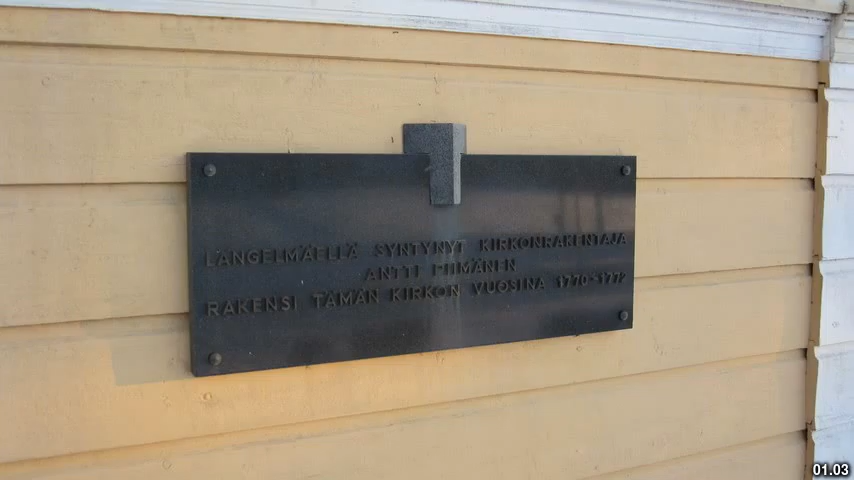 LÄNGELMÄELLÄ SYNTYNYT KIRKONRAKENTAJA
ANTTI PIIMÄNEN
RAKENSI TÄMÄN KIRKON VUOSINA 1770-1772
01.03